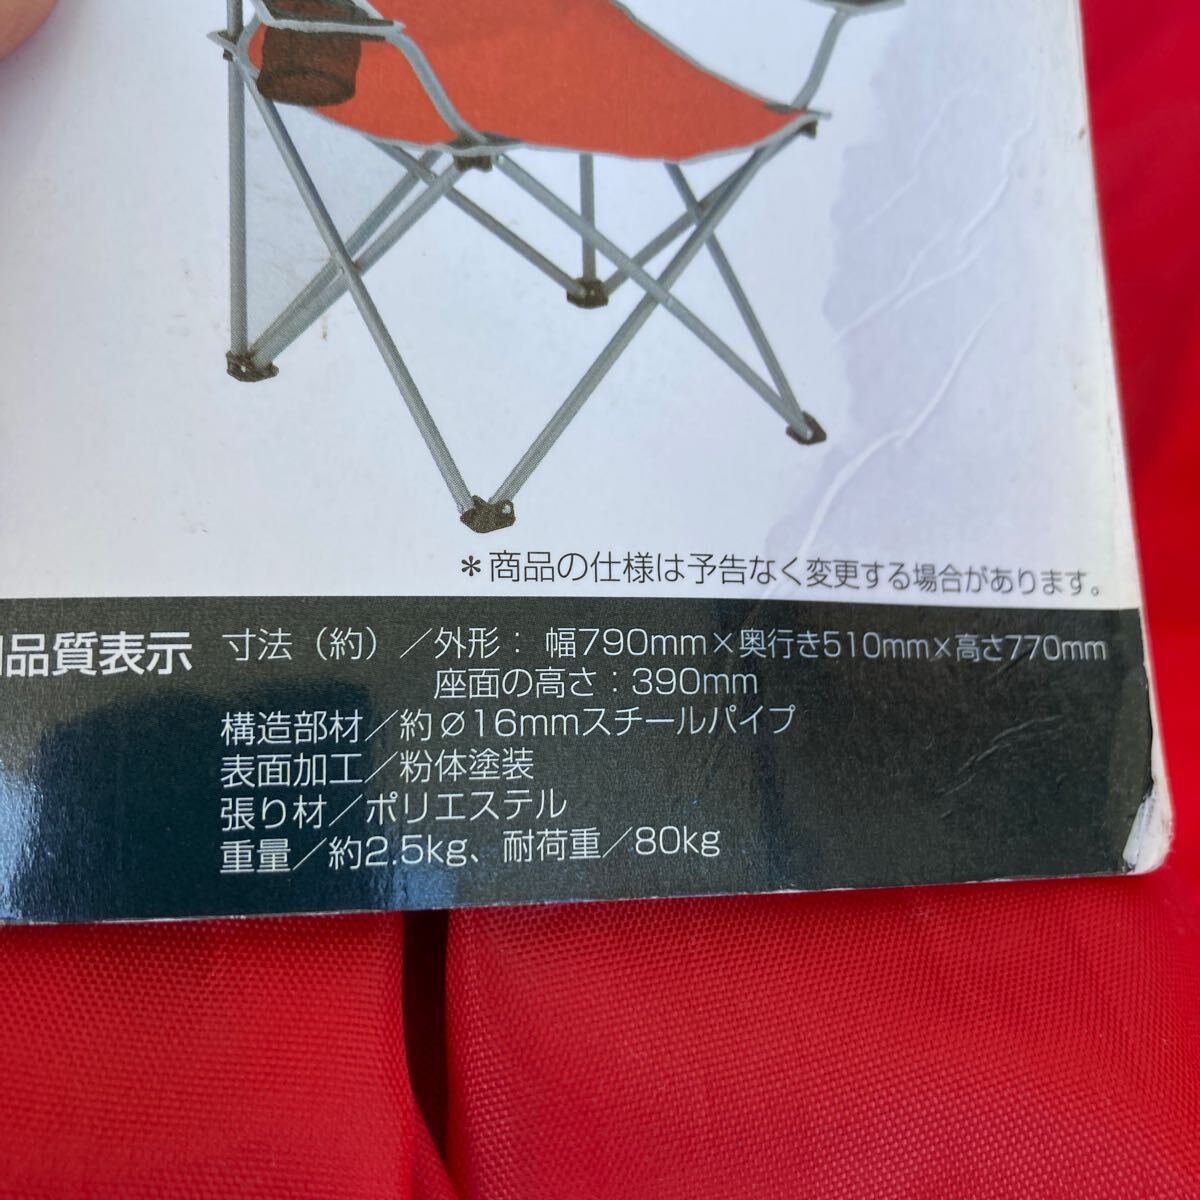 ＊商品の仕様は予告なく変更する場合があります。
品質表示
寸法（約）／外形：幅790mm×奥行き510mm×高さ770mm
座面の高さ：390mm
構造部材／約φ16mmスチールパイプ
表面加工／粉体塗装
張り材／ポリエステル
重量／約2.5kg、耐荷重／80kg